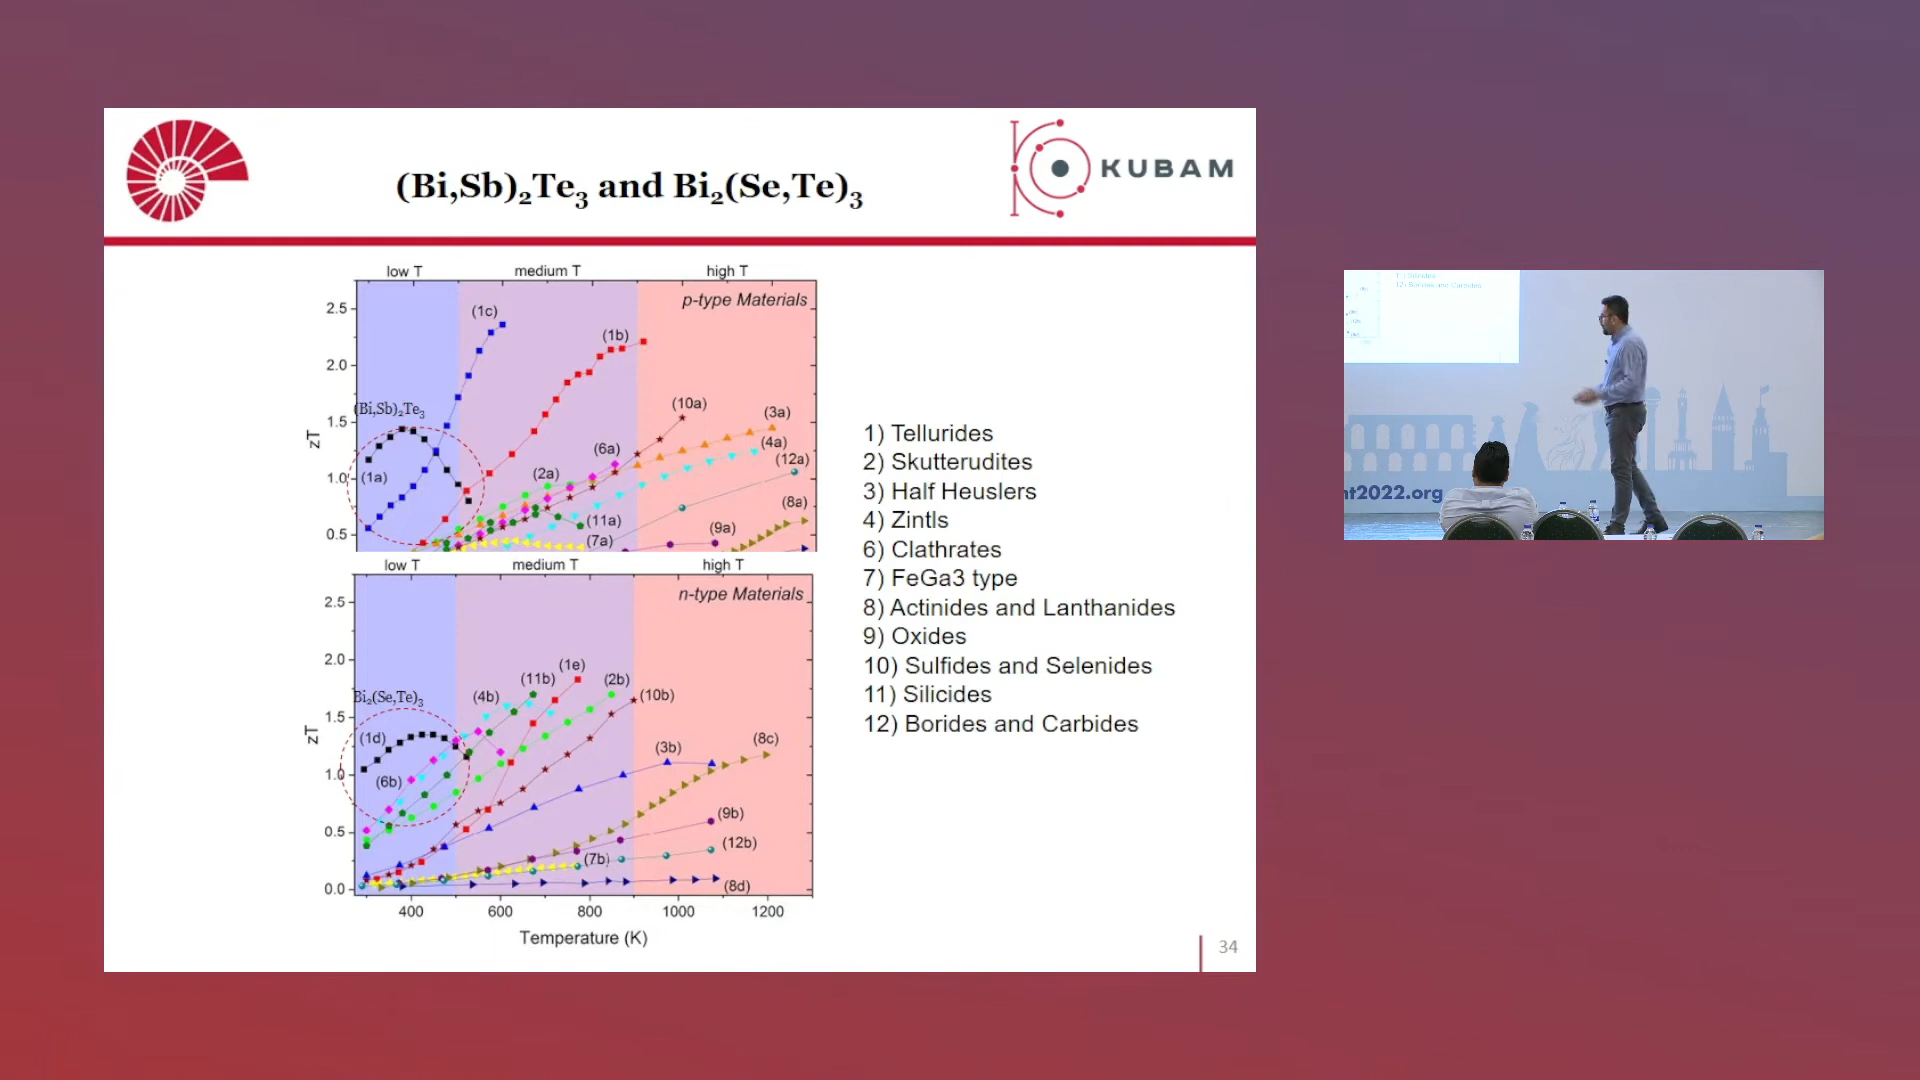 KUBAM
(Bi,Sb)₂Te₃ and Bi₂(Se,Te)₃
low T medium T high T
p-type Materials
2.5
2.0
1.5
1.0
0.5
zT
(1c)
(1b)
(Bi,Sb)₂Te₃
(10a)
(3a)
(4a)
(6a)
(12a)
(1a)
(2a)
(8a)
(11a)
(9a)
(7a)
low T medium T high T
n-type Materials
2.5
2.0
1.5
1.0
0.5
0.0
zT
(1e)
(11b)
(2b)
(4b)
(10b)
Bi₂(Se,Te)₃
(1d)
(3b)
(8c)
(6b)
(9b)
(12b)
(7b)
(8d)
400 600 800 1000 1200
Temperature (K)
1) Tellurides
2) Skutterudites
3) Half Heuslers
4) Zintls
6) Clathrates
7) FeGa3 type
8) Actinides and Lanthanides
9) Oxides
10) Sulfides and Selenides
11) Silicides
12) Borides and Carbides
34
12) Borides and Carbides
nt2022.org